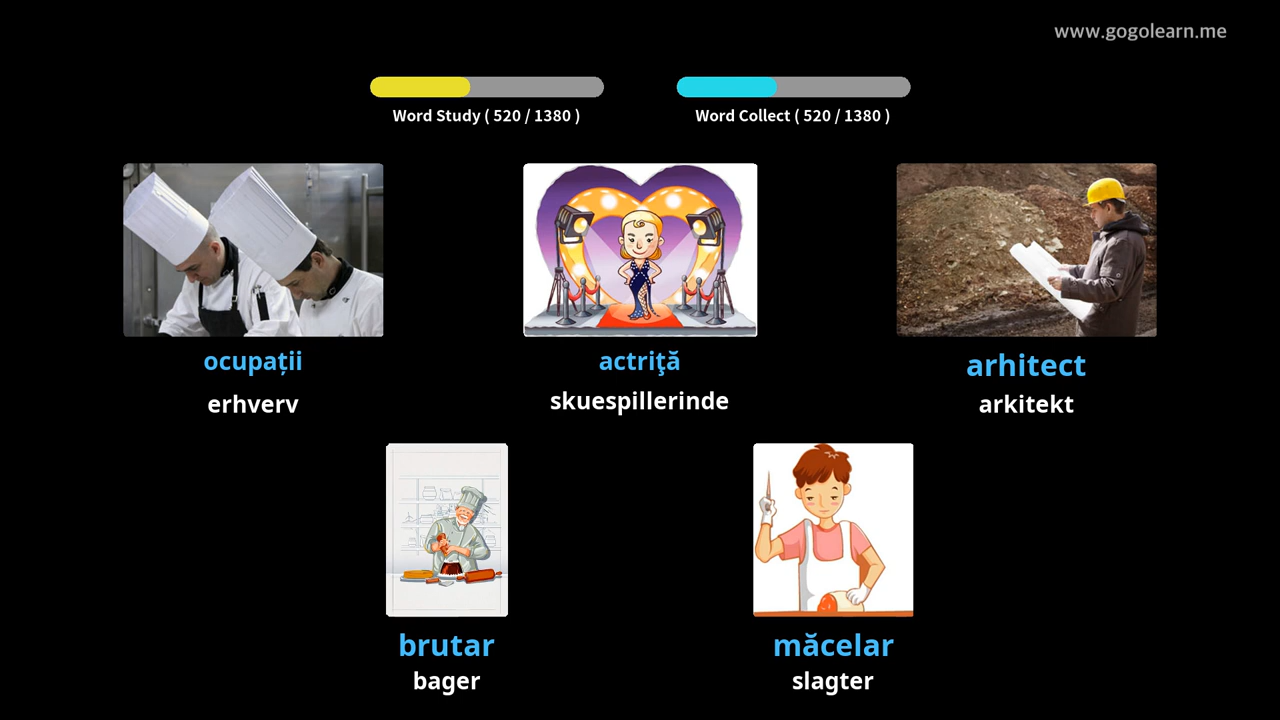 www.gogolearn.me
Word Study ( 520 / 1380 )
Word Collect ( 520 / 1380 )
ocupații
erhverv
actriţă
skuespillerinde
arhitect
arkitekt
brutar
bager
măcelar
slagter